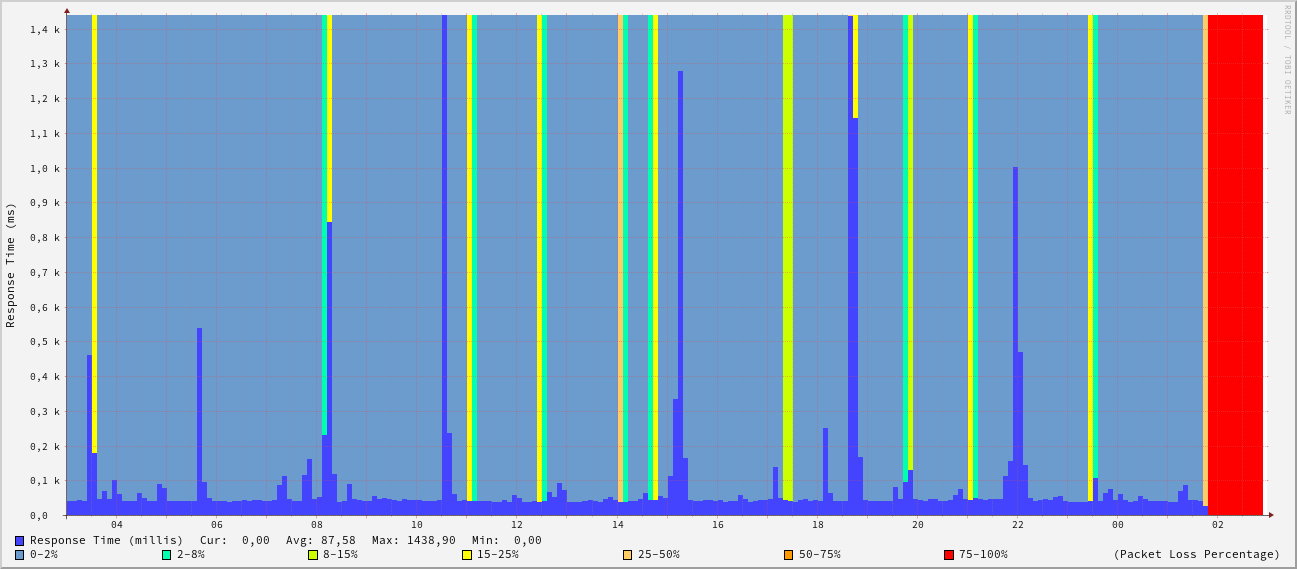 RRDTOOL / TOBI OETIKER
Response Time (ms)
1,4 k
1,3 k
1,2 k
1,1 k
1,0 k
0,9 k
0,8 k
0,7 k
0,6 k
0,5 k
0,4 k
0,3 k
0,2 k
0,1 k
0,0
04 06 08 10 12 14 16 18 20 22 00 02
Response Time (millis) Cur: 0,00 Avg: 87,58 Max: 1438,90 Min: 0,00
0-2% 2-8% 8-15% 15-25% 25-50% 50-75% 75-100% (Packet Loss Percentage)